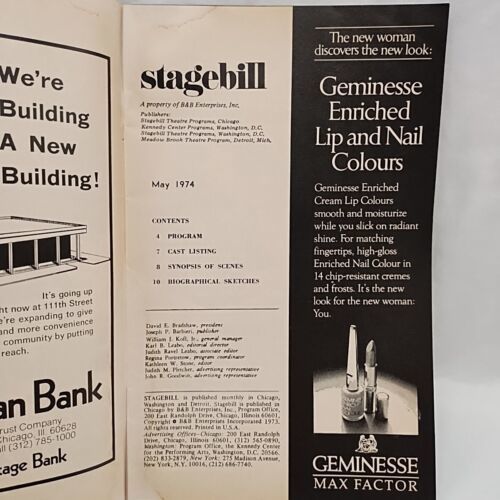 We're
Building
A New
Building!
It's going up
ht now at 111th Street
We're expanding to give
and more convenience
community by putting
reach.
an Bank
Trust Company
Chicago, Ill. 60628
ll (312) 785-1000
tage Bank
stagebill
A property of B&B Enterprises, Inc.
Publishers:
Stagebill Theatre Programs, Chicago
Kennedy Center Programs, Washington, D.C.
Stagebill Theatre Programs, Washington, D.C.
Meadow Brook Theatre Program, Detroit, Mich.
May 1974
CONTENTS
4 PROGRAM
7 CAST LISTING
8 SYNOPSIS OF SCENES
10 BIOGRAPHICAL SKETCHES
David E. Bradshaw, president
Joseph P. Barbieri, publisher
William J. Koll, Jr., general manager
Karl B. Leabo, editorial director
Judith Ravel Leabo, associate editor
Regina Portorson, program coordinator
Kathleen W. Stone, editor
Judith M. Pletcher, advertising representative
John R. Goodwin, advertising representative
STAGEBILL is published monthly in Chicago,
Washington and Detroit. Stagebill is published in
Chicago by B&B Enterprises, Inc., Program Office,
200 East Randolph Drive, Chicago, Illinois 60601.
Copyright © B&B Enterprises Incorporated 1973.
All rights reserved. Printed in U.S.A.
Advertising Offices—Chicago: 200 East Randolph
Drive, Chicago, Illinois 60601, (312) 565-0890,
Washington: Program Office, the Kennedy Center
for the Performing Arts, Washington, D.C. 20566.
(202) 833-2879, New York: 275 Madison Avenue,
New York, N.Y. 10016, (212) 686-7740.
The new woman
discovers the new look:
Geminesse
Enriched
Lip and Nail
Colours
Geminesse Enriched
Cream Lip Colours
smooth and moisturize
while you slick on radiant
shine. For matching
fingertips, high-gloss
Enriched Nail Colour in
14 chip-resistant cremes
and frosts. It's the new
look for the new woman:
You.
GEMINESSE
MAX FACTOR